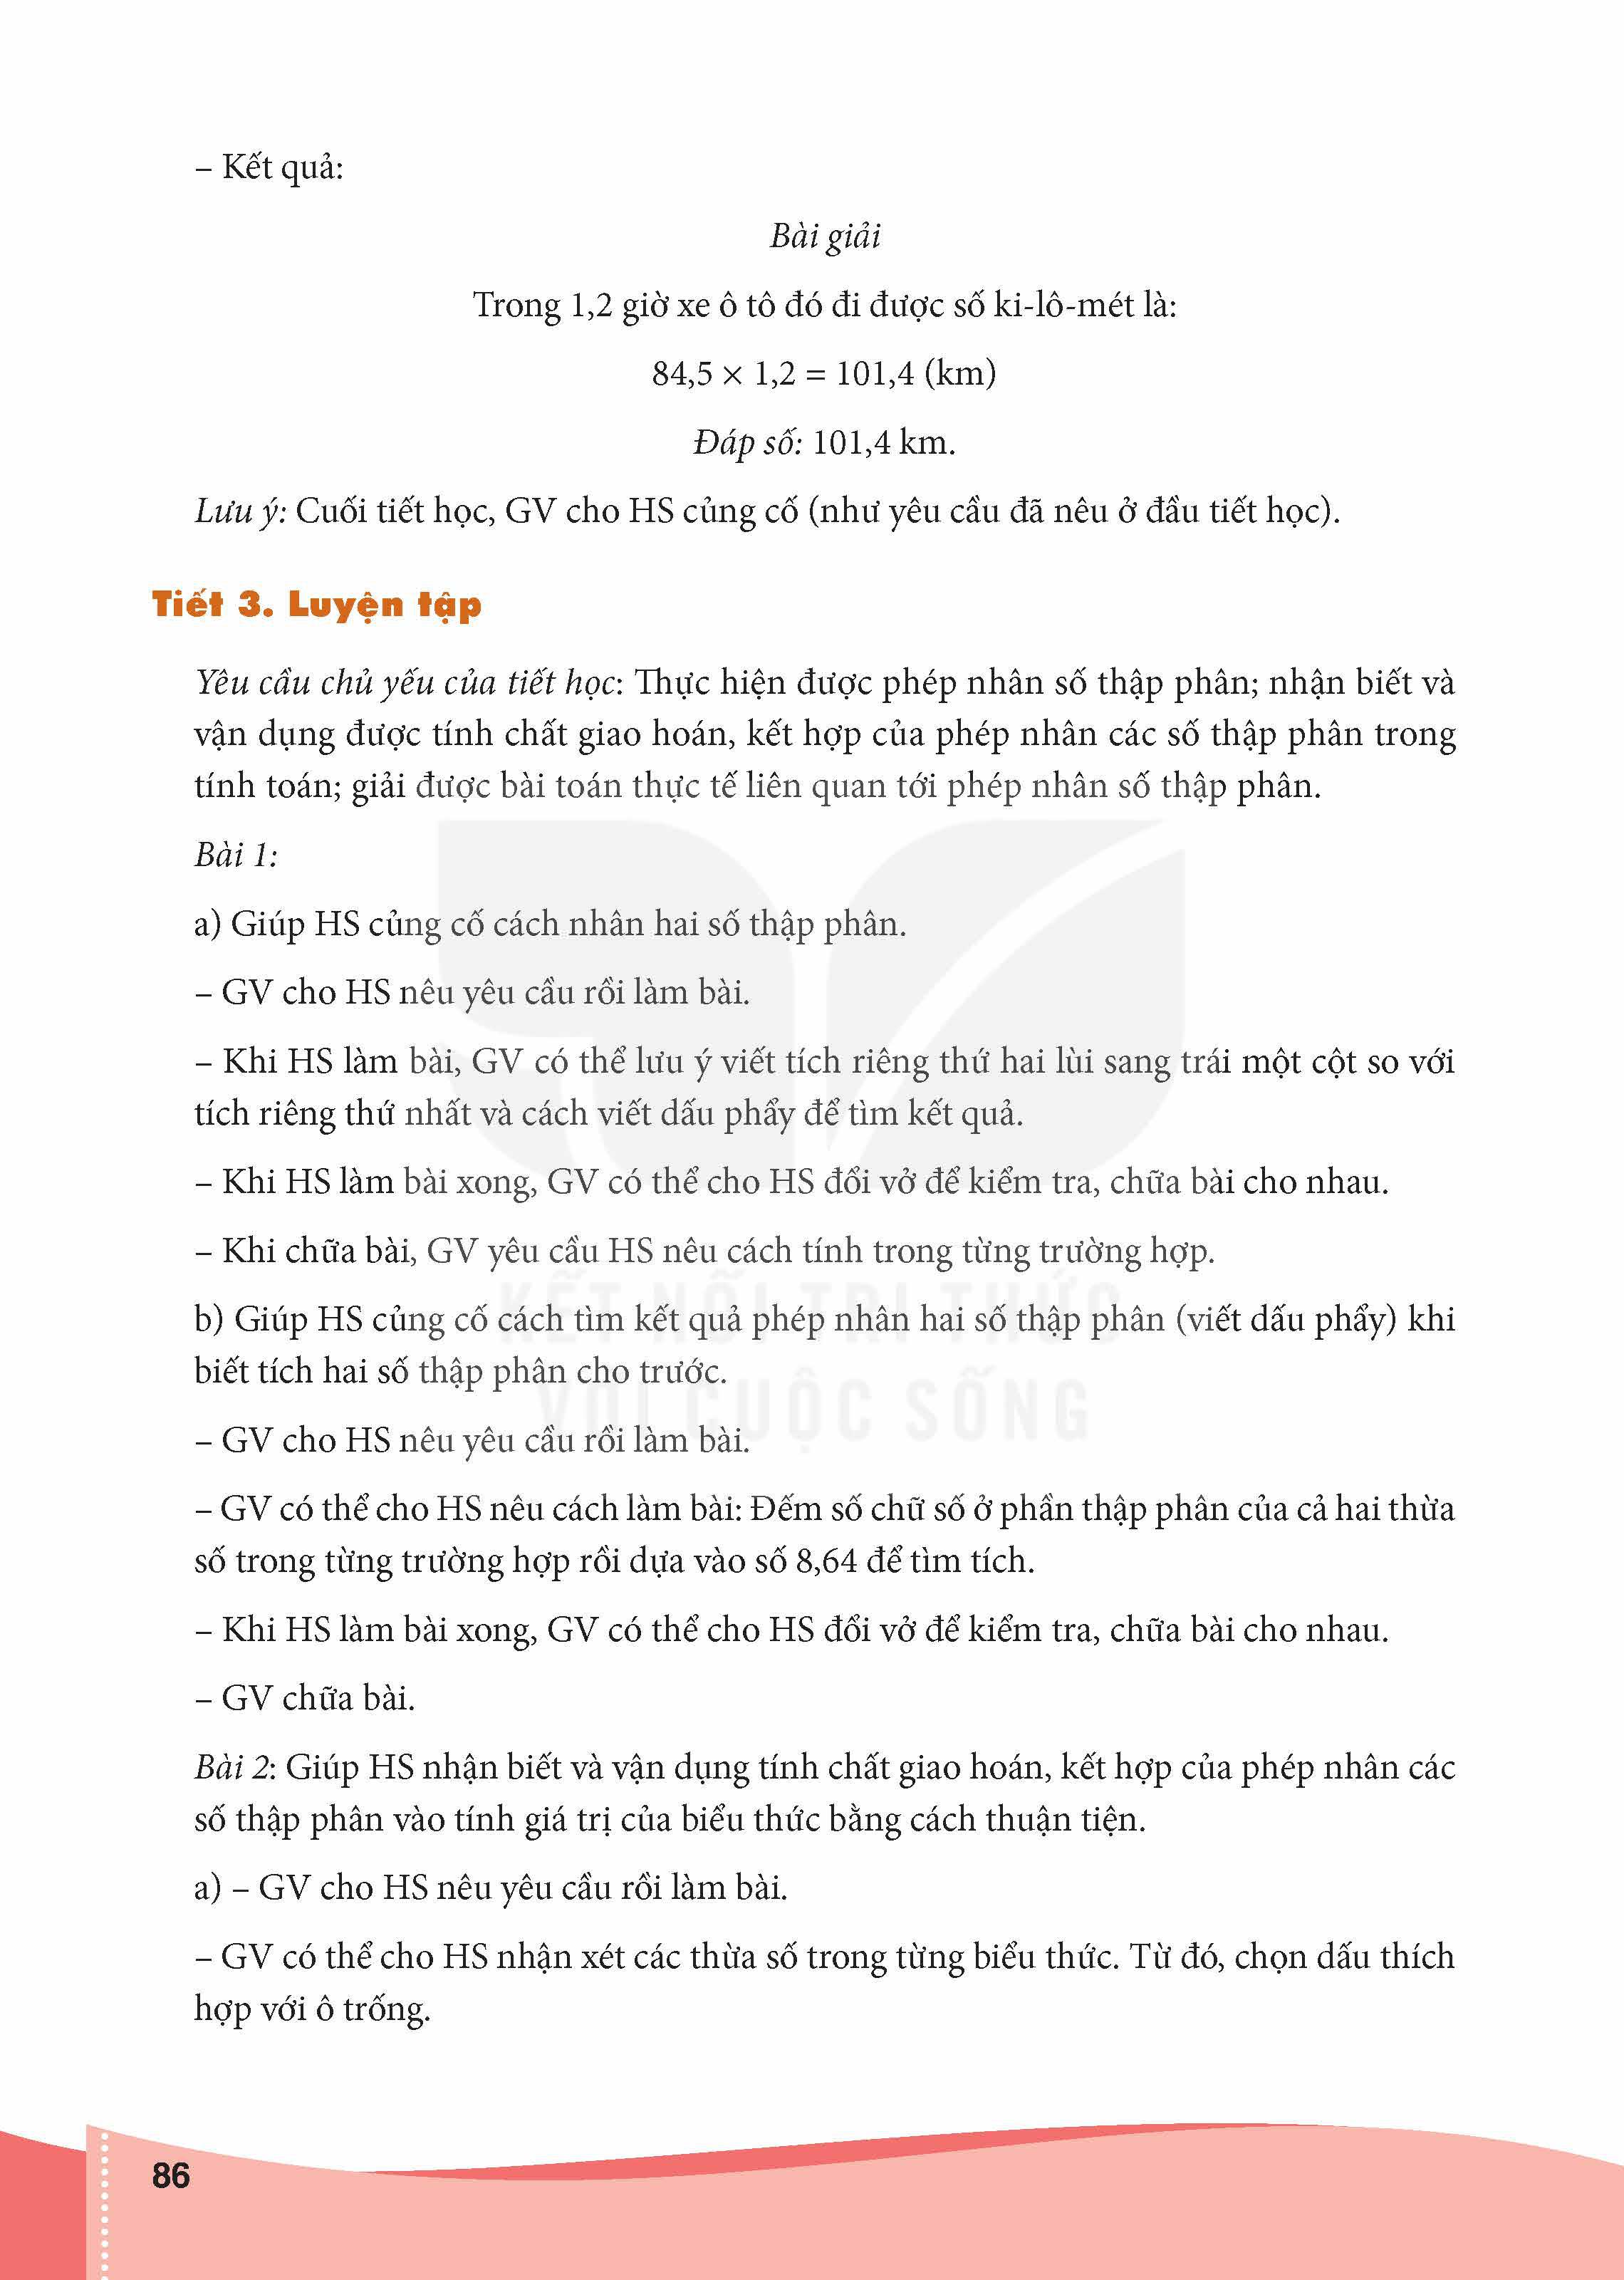 – Kết quả:
Bài giải
Trong 1,2 giờ xe ô tô đó đi được số ki-lô-mét là:
84,5 × 1,2 = 101,4 (km)
Đáp số: 101,4 km.
Lưu ý: Cuối tiết học, GV cho HS củng cố (như yêu cầu đã nêu ở đầu tiết học).
Tiết 3. Luyện tập
Yêu cầu chủ yếu của tiết học: Thực hiện được phép nhân số thập phân; nhận biết và
vận dụng được tính chất giao hoán, kết hợp của phép nhân các số thập phân trong
tính toán; giải được bài toán thực tế liên quan tới phép nhân số thập phân.
Bài 1:
a) Giúp HS củng cố cách nhân hai số thập phân.
– GV cho HS nêu yêu cầu rồi làm bài.
– Khi HS làm bài, GV có thể lưu ý viết tích riêng thứ hai lùi sang trái một cột so với
tích riêng thứ nhất và cách viết dấu phẩy để tìm kết quả.
– Khi HS làm bài xong, GV có thể cho HS đổi vở để kiểm tra, chữa bài cho nhau.
– Khi chữa bài, GV yêu cầu HS nêu cách tính trong từng trường hợp.
KẾT NỐI TRI THỨC
b) Giúp HS củng cố cách tìm kết quả phép nhân hai số thập phân (viết dấu phẩy) khi
biết tích hai số thập phân cho trước.
VỚI CUỘC SỐNG
– GV cho HS nêu yêu cầu rồi làm bài.
– GV có thể cho HS nêu cách làm bài: Đếm số chữ số ở phần thập phân của cả hai thừa
số trong từng trường hợp rồi dựa vào số 8,64 để tìm tích.
– Khi HS làm bài xong, GV có thể cho HS đổi vở để kiểm tra, chữa bài cho nhau.
– GV chữa bài.
Bài 2: Giúp HS nhận biết và vận dụng tính chất giao hoán, kết hợp của phép nhân các
số thập phân vào tính giá trị của biểu thức bằng cách thuận tiện.
a) – GV cho HS nêu yêu cầu rồi làm bài.
– GV có thể cho HS nhận xét các thừa số trong từng biểu thức. Từ đó, chọn dấu thích
hợp với ô trống.
86